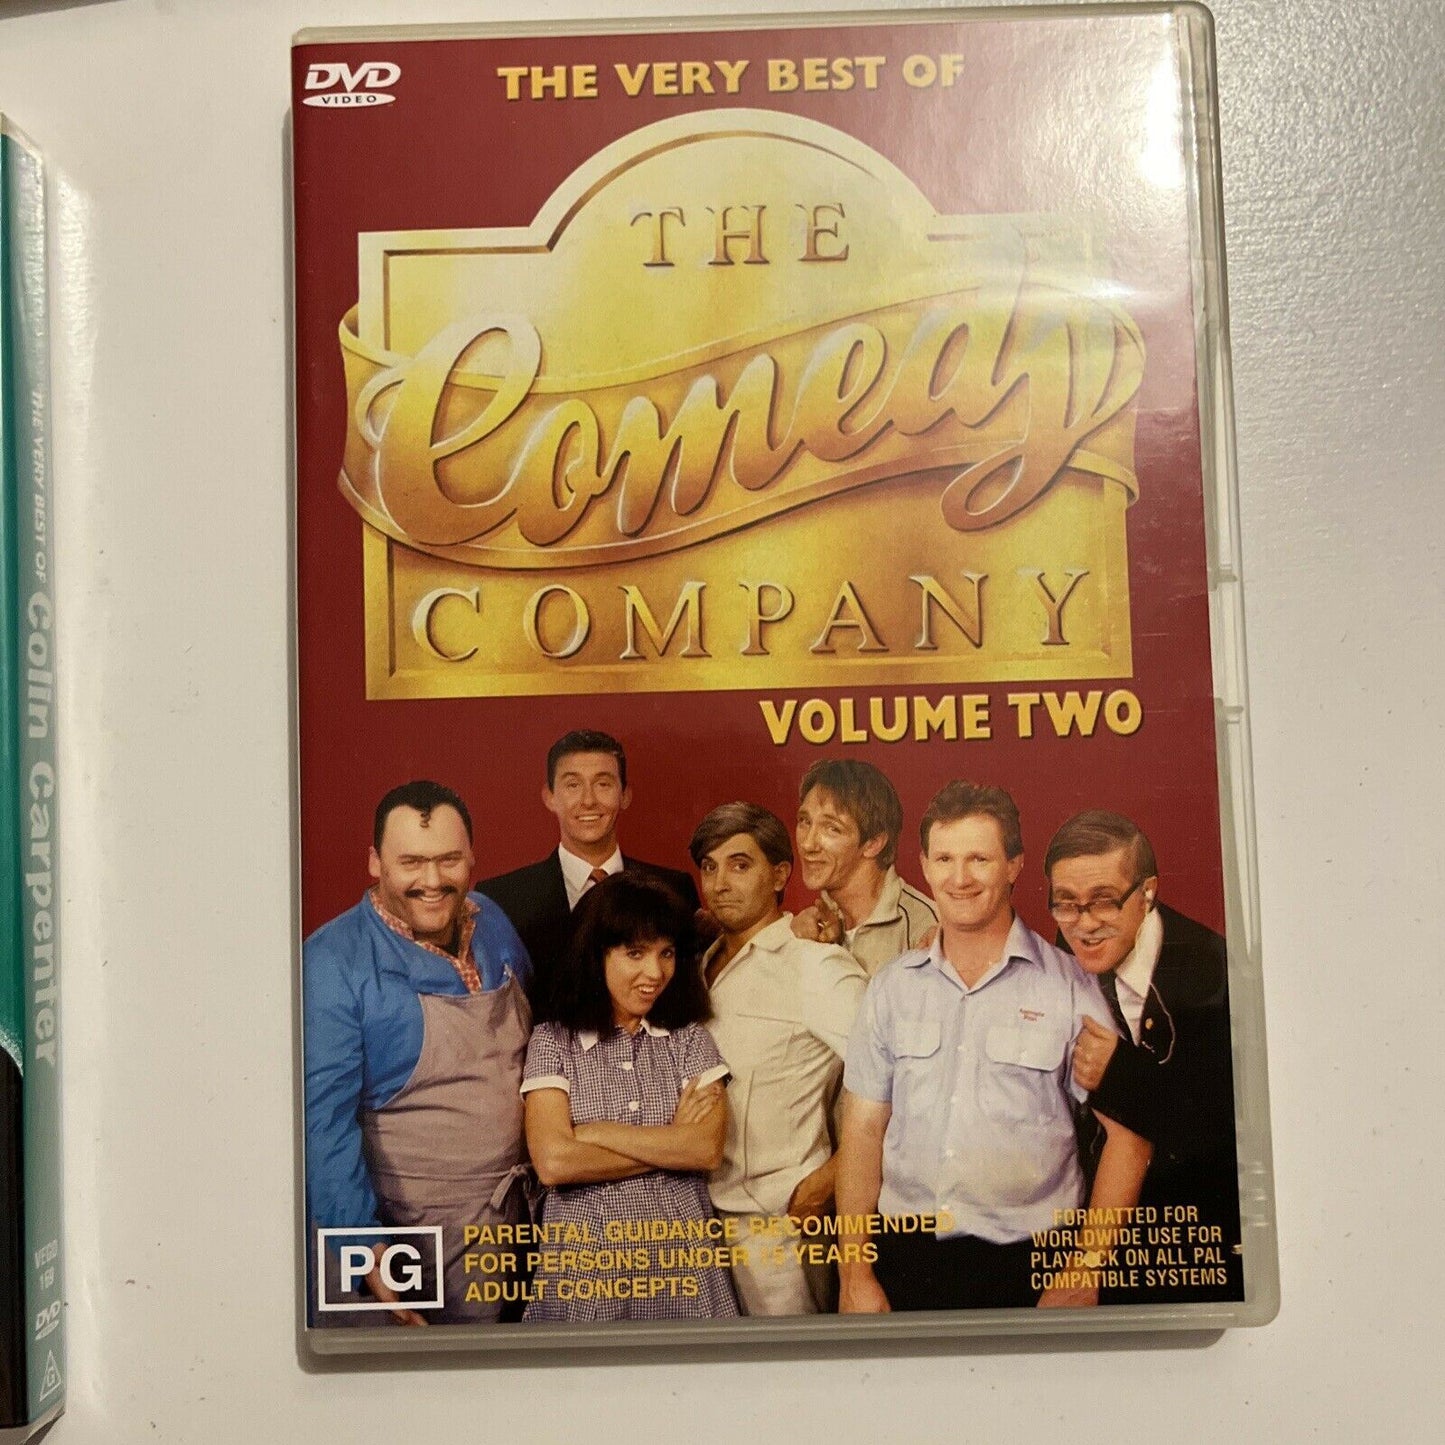 DVD
VIDEO
THE VERY BEST OF
THE
Comedy
COMPANY
VOLUME TWO
PG
PARENTAL GUIDANCE RECOMMENDED
FOR PERSONS UNDER 15 YEARS
ADULT CONCEPTS
FORMATTED FOR
WORLDWIDE USE FOR
PLAYBACK ON ALL PAL
COMPATIBLE SYSTEMS
THE VERY BEST OF Colin Carpenter
DVD
G